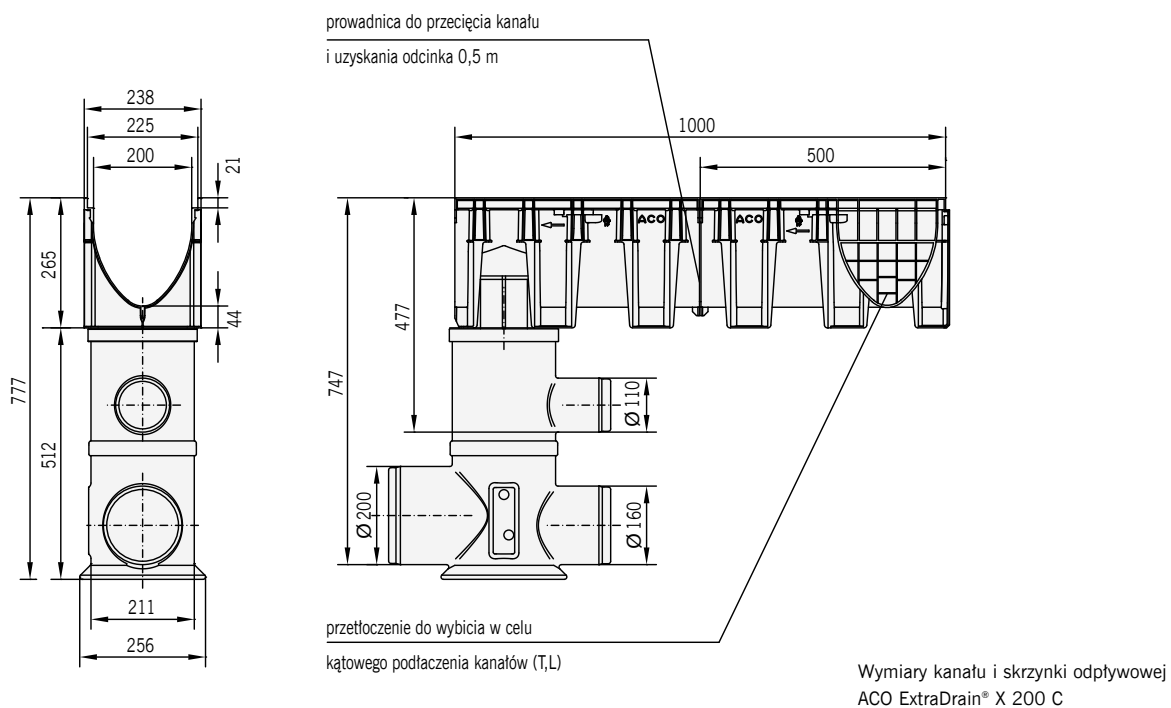 prowadnica do przecięcia kanału
i uzyskania odcinka 0,5 m
238
225
200
21
1000
500
ACO
ACO
265
44
477
777
747
512
Ø 110
Ø 200
Ø 160
211
256
przetłoczenie do wybicia w celu
kątowego podłaczenia kanałów (T,L)
Wymiary kanału i skrzynki odpływowej
ACO ExtraDrain® X 200 C